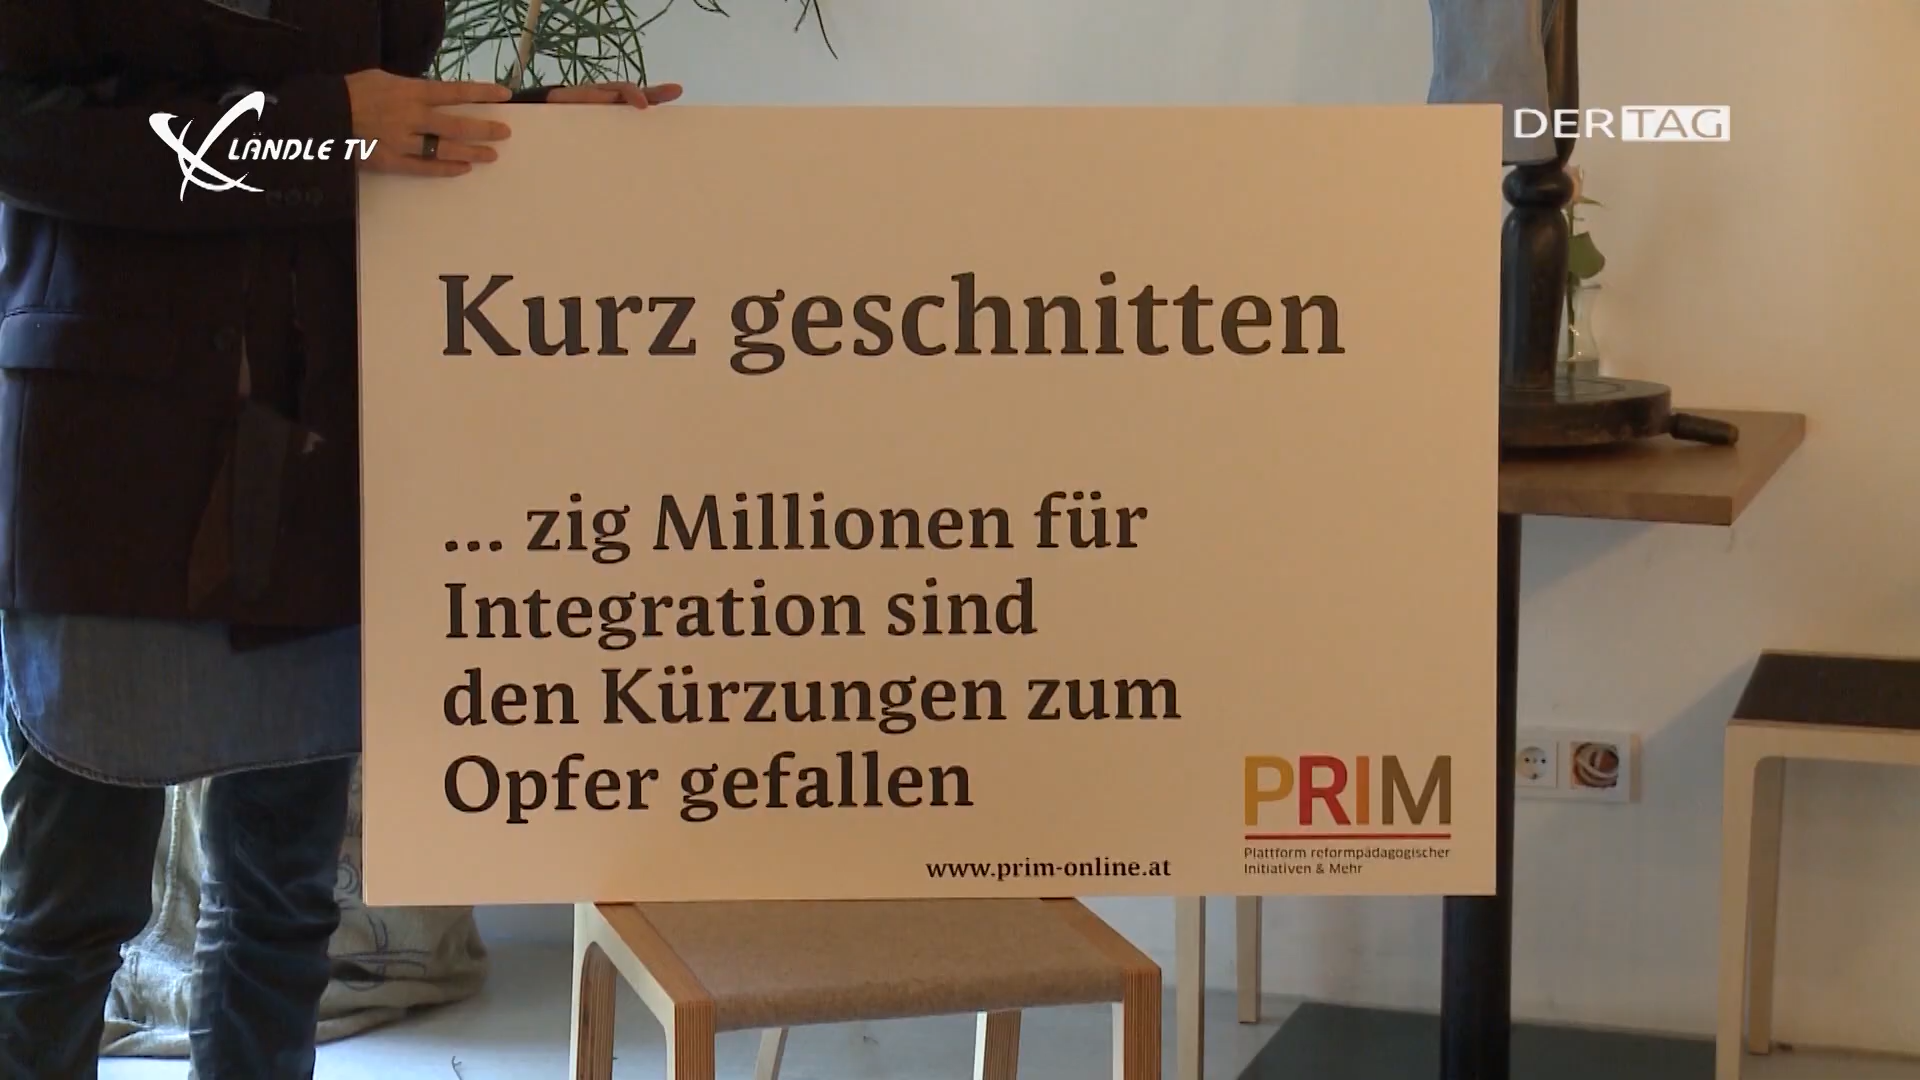 LÄNDLE TV
DER TAG
Kurz geschnitten
... zig Millionen für
Integration sind
den Kürzungen zum
Opfer gefallen
www.prim-online.at
PRIM
Plattform reformpädagogischer
Initiativen & Mehr